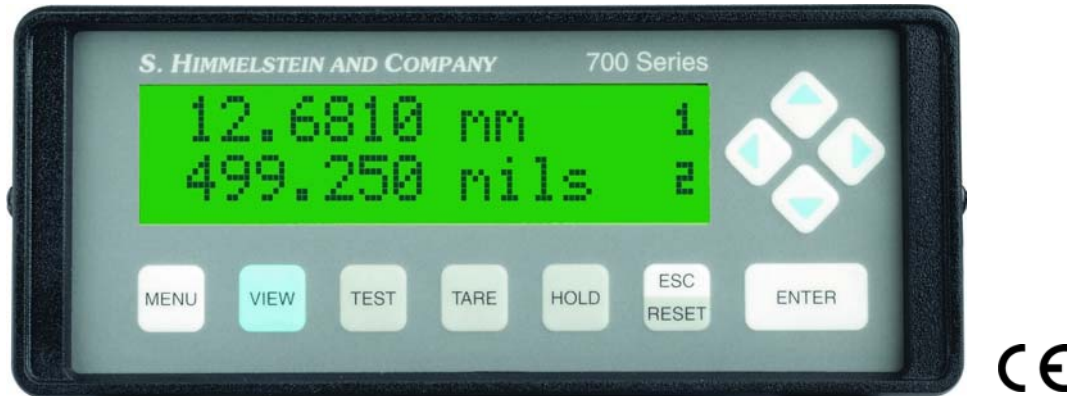 S. HIMMELSTEIN AND COMPANY 700 Series
12.6810 mm 1
499.250 mils 2
MENU VIEW TEST TARE HOLD ESC RESET ENTER
CE